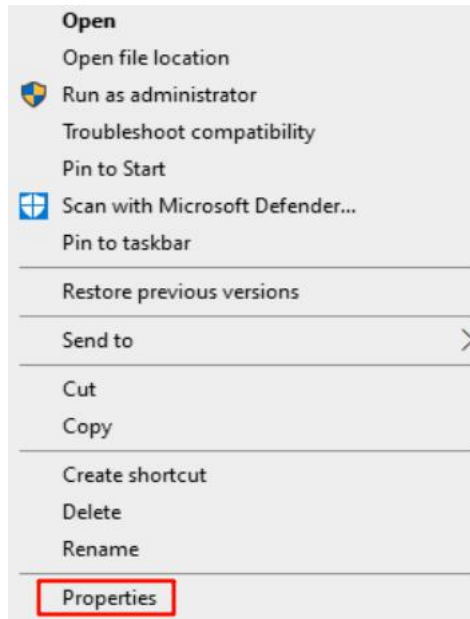 Open
Open file location
Run as administrator
Troubleshoot compatibility
Pin to Start
Scan with Microsoft Defender...
Pin to taskbar
Restore previous versions
Send to
Cut
Copy
Create shortcut
Delete
Rename
Properties